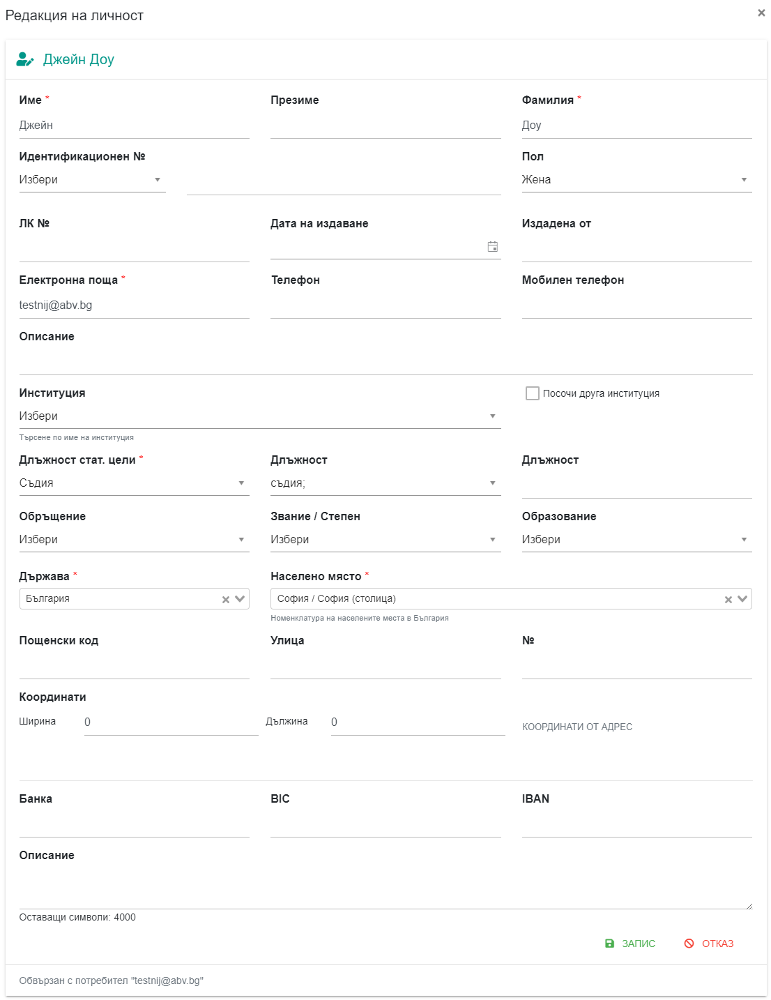 Редакция на личност
Джейн Доу
Име * Презиме Фамилия *
Джейн Доу
Идентификационен № Пол
Избери Жена
ЛК № Дата на издаване Издадена от
Електронна поща * Телефон Мобилен телефон
testnij@abv.bg
Описание
Институция Посочи друга институция
Избери
Търсене по име на институция
Длъжност стат. цели * Длъжност Длъжност
Съдия съдия;
Обръщение Звание / Степен Образование
Избери Избери Избери
Държава * Населено място *
България София / София (столица)
Номенклатура на населените места в България
Пощенски код Улица №
Координати
Ширина 0 Дължина 0 КООРДИНАТИ ОТ АДРЕС
Банка BIC IBAN
Описание
Оставащи символи: 4000
ЗАПИС ОТКАЗ
Обвързан с потребител "testnij@abv.bg"